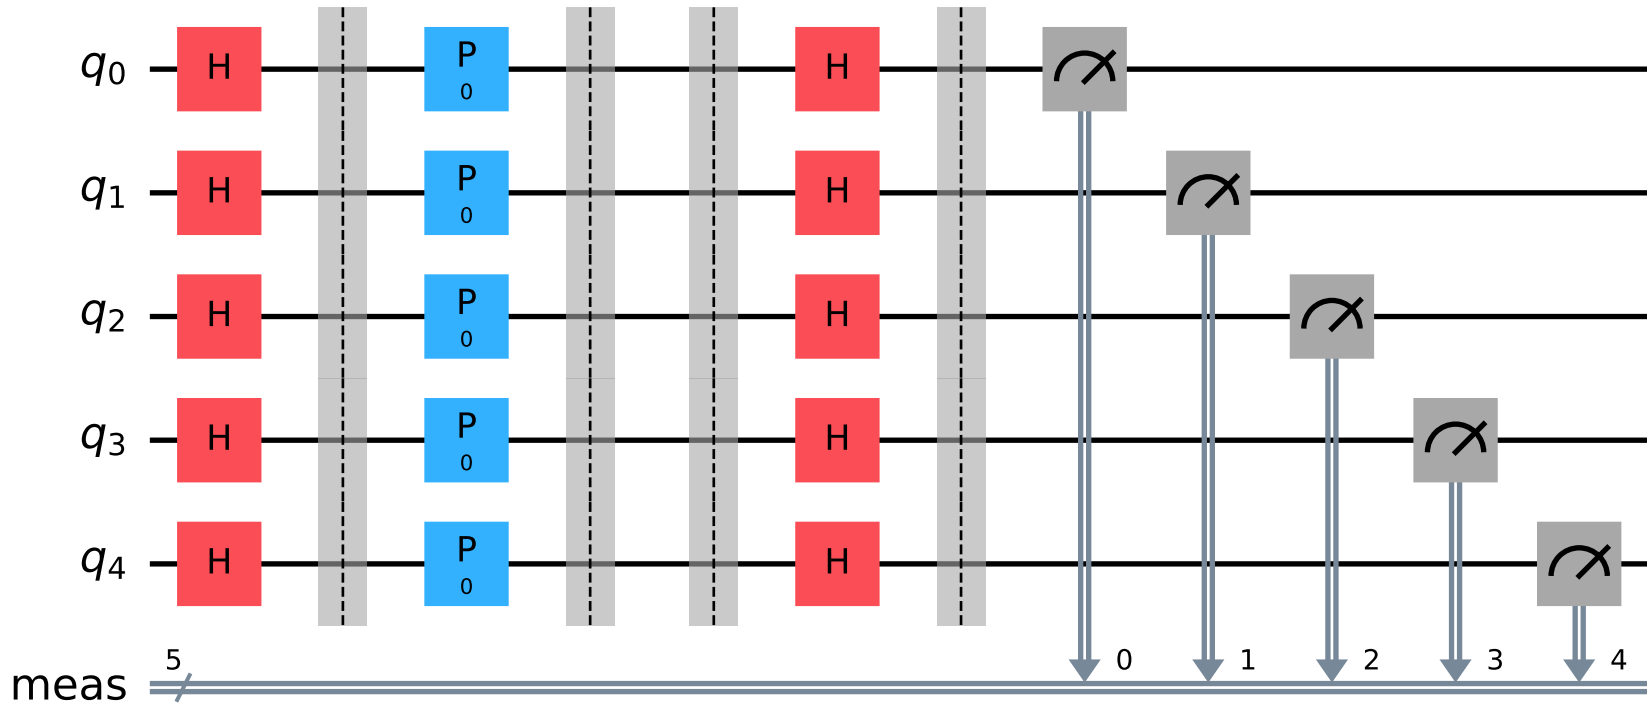 q0 H P 0 H
q1 H P 0 H
q2 H P 0 H
q3 H P 0 H
q4 H P 0 H
meas 5 0 1 2 3 4